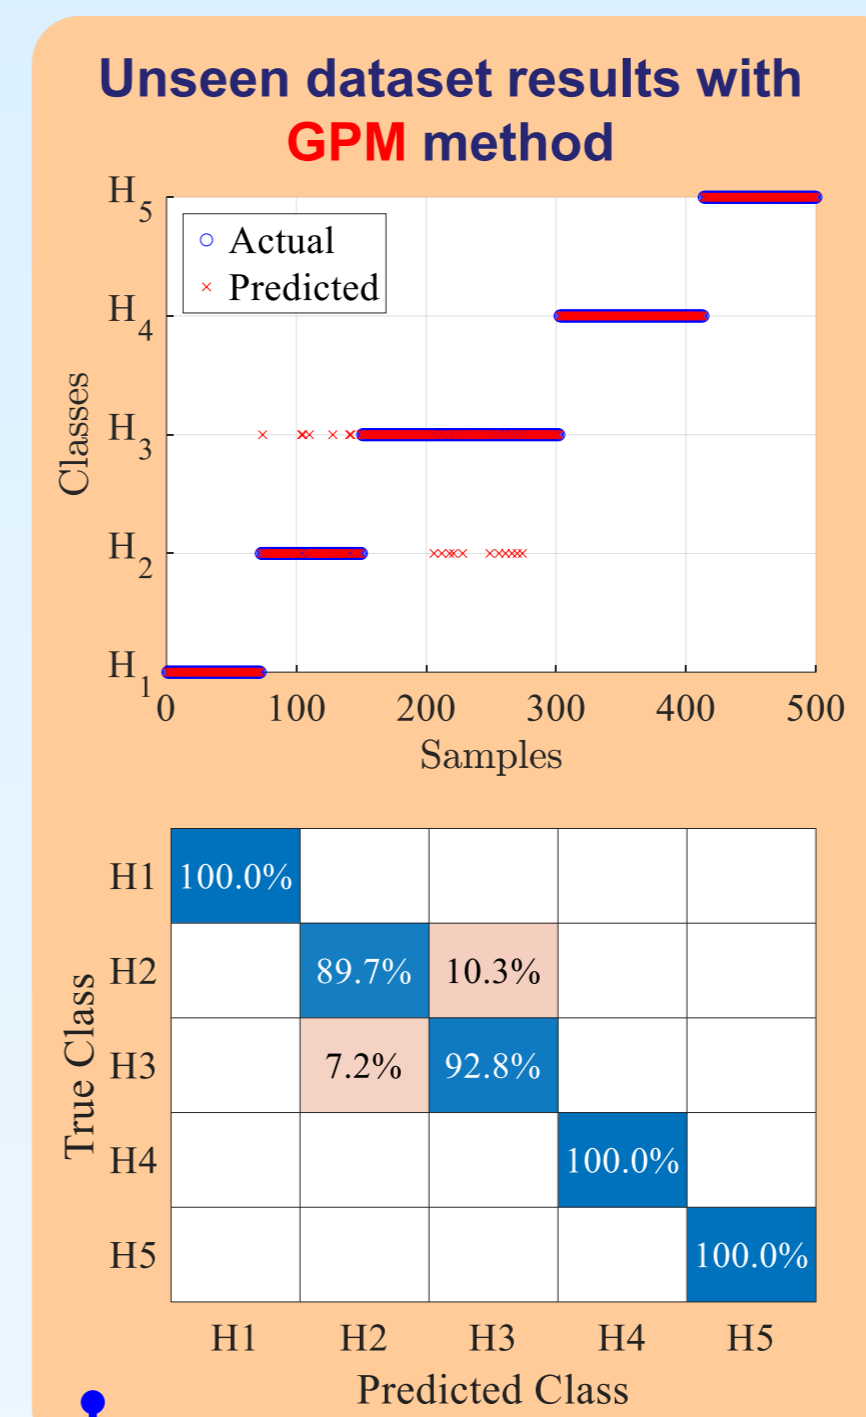 Unseen dataset results with
GPM method
H5
Actual
Predicted
H4
H3
H2
H1
Classes
0 100 200 300 400 500
Samples
H1 100.0%
H2 89.7% 10.3%
H3 7.2% 92.8%
H4 100.0%
H5 100.0%
True Class
H1 H2 H3 H4 H5
Predicted Class